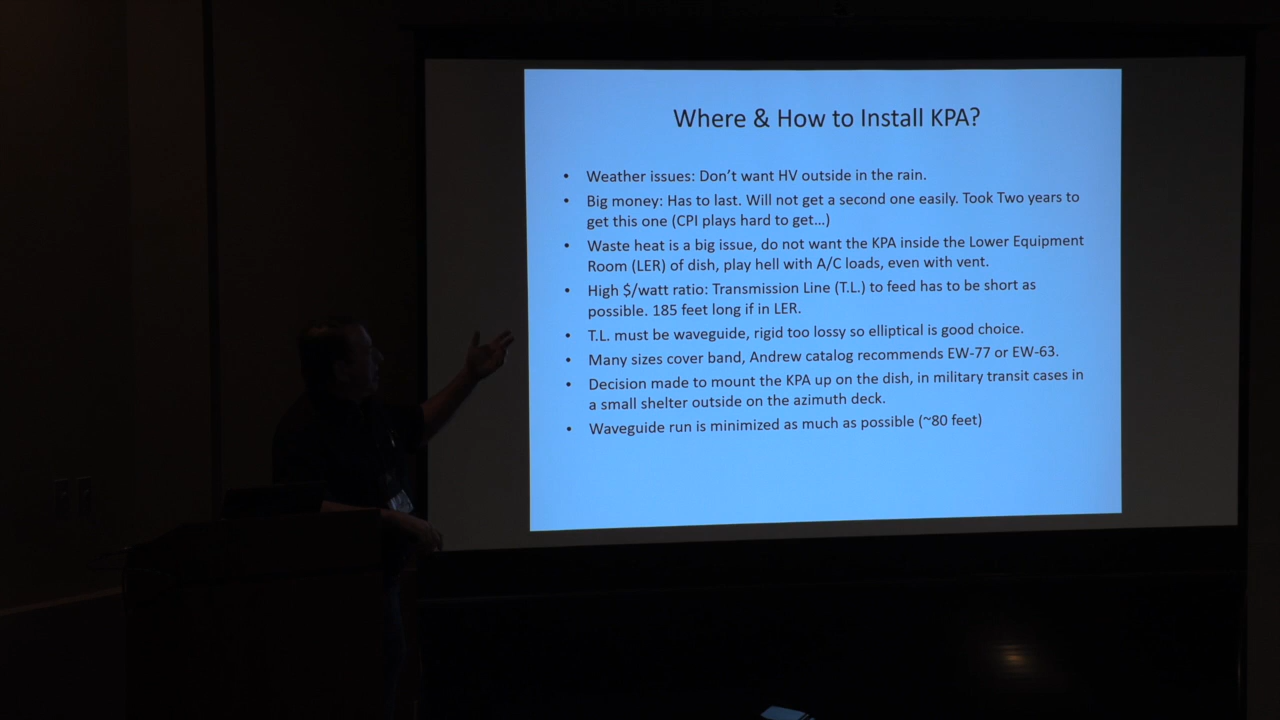 Where & How to Install KPA?
• Weather issues: Don't want HV outside in the rain.
• Big money: Has to last. Will not get a second one easily. Took Two years to
get this one (CPI plays hard to get…)
• Waste heat is a big issue, do not want the KPA inside the Lower Equipment
Room (LER) of dish, play hell with A/C loads, even with vent.
• High $/watt ratio: Transmission Line (T.L.) to feed has to be short as
possible. 185 feet long if in LER.
• T.L. must be waveguide, rigid too lossy so elliptical is good choice.
• Many sizes cover band, Andrew catalog recommends EW-77 or EW-63.
• Decision made to mount the KPA up on the dish, in military transit cases in
a small shelter outside on the azimuth deck.
• Waveguide run is minimized as much as possible (~80 feet)